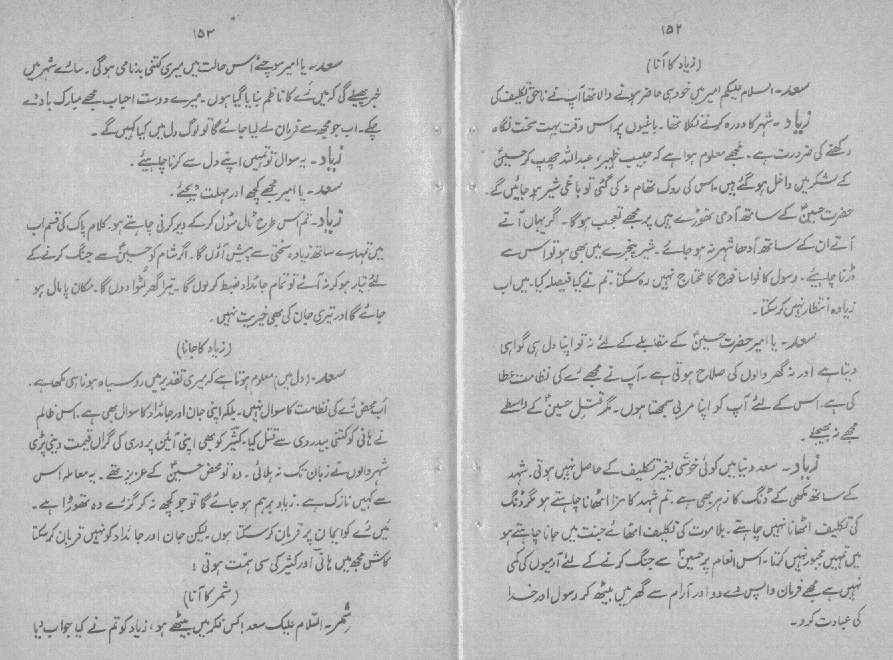 ۱۵۲
(زیاد کا آنا)
سعد۔ السلام علیکم امیر میں خود ہی حاضر ہونے والا تھا آپ نے ناحق تکلیف کی
زیاد۔ شہر کا دورہ کرنے نکلا تھا۔ باغیوں پر اس وقت بہت سخت نگاہ
رکھنے کی ضرورت ہے۔ مجھے معلوم ہوا ہے کہ حبیب ظہیر، عبداللہ چھپ کر حسینؑ
کے لشکر میں داخل ہو گئے ہیں۔ اس کی روک تھام نہ کی گئی تو باغی شیر ہو جائیں گے۔
حضرت حسینؑ کے ساتھ آدمی تھوڑے ہیں پر مجھے تعجب ہوگا۔ اگر یہاں آتے
آتے ان کے ساتھ آدھا شہر نہ ہو جائے۔ شیر پنجرے میں بھی ہو تو اس سے
ڈرنا چاہیئے۔ رسول کا نواسا فوج کا محتاج نہیں رہ سکتا۔ تم نے کیا فیصلہ کیا۔ میں اب
زیادہ انتظار نہیں کر سکتا۔
سعد۔ یا امیر حضرت حسینؑ کے مقابلے کے لئے نہ تو اپنا دل ہی گواہی
دیتا ہے اور نہ گھر والوں کی صلاح ہوتی ہے۔ آپ نے مجھے رے کی نظامت عطا
کی ہے۔ اس کے لئے آپ کو اپنا مربی سمجھتا ہوں۔ مگر قتلِ حسینؑ کے واسطے
مجھے نہ بھیجئے۔
زیاد۔ سعد دنیا میں کوئی خوشی بغیر تکلیف کے حاصل نہیں ہوتی۔ شہد
کے ساتھ مکھی کے ڈنک کا زہر بھی ہے۔ تم شہد کا مزا اٹھانا چاہتے ہو مگر ڈنک
کی تکلیف اٹھانا نہیں چاہتے۔ بلا موت کی تکلیف اٹھائے جنت میں جانا چاہتے ہو
میں تمہیں مجبور نہیں کرتا۔ اس انعام پر حسینؑ سے جنگ کرنے کے لئے آدمیوں کی کمی
نہیں ہے مجھے فرمان واپس دے دو اور آرام سے گھر میں بیٹھ کر رسول اور خدا
کی عبادت کرو۔
۱۵۳
سعد۔ یا امیر سوچئے اس حالت میں میری کتنی بدنامی ہوگی۔ سارے شہر میں
خبر پھیلے گی کہ میں رے کا ناظم بنایا گیا ہوں۔ میرے دوست احباب مجھے مبارک باد دے
چکے۔ اب جو مجھ سے فرمان لے لیا جائے گا تو لوگ دل میں کیا کہیں گے۔
زیاد۔ یہ سوال تو تمہیں اپنے دل سے کرنا چاہیئے۔
سعد۔ یا امیر مجھے کچھ اور مہلت دیجئے۔
زیاد۔ تم اس طرح ٹال مٹول کر کے دیر کرنی چاہتے ہو۔ کلام پاک کی قسم اب
میں تمہارے ساتھ زیادہ سختی سے پیش آؤں گا۔ اگر شام کو حسینؑ سے جنگ کرنے کے
لئے تیار ہو کر نہ آئے تو تمام جائداد ضبط کر لوں گا۔ تیرا گھر لٹوا دوں گا۔ مکان پامال ہو
جائے گا اور تیری جان کی بھی خیریت نہیں۔
(زیاد کا جانا)
سعد۔ (دل میں) معلوم ہوتا ہے کہ میری تقدیر میں رو سیاہ ہونا ہی لکھا ہے۔
اب محض رے کی نظامت کا سوال نہیں۔ بلکہ اپنی جان اور جائداد کا سوال بھی ہے۔ اس ظالم
نے ہانی کو کتنی بیدردی سے قتل کیا۔ کثیر کو بھی اپنی آئین پروری کی گراں قیمت دینی پڑی
شہر والوں نے زبان تک نہ ہلائی۔ وہ تو محض حسینؑ کے عزیز تھے۔ یہ معاملہ اس
سے کہیں نازک ہے۔ زیاد برہم ہو جائے گا تو جو کچھ نہ کر گزرے وہ تھوڑا ہے۔
میں رے کو ایمان پر قربان کر سکتا ہوں۔ لیکن جان اور جائداد کو نہیں قربان کر سکتا
کاش مجھ میں ہانی اور کثیر کی سی ہمت ہوتی!
(شمر کا آنا)
شمر۔ السلام علیک سعد! کس فکر میں بیٹھے ہو، زیاد کو تم نے کیا جواب دیا